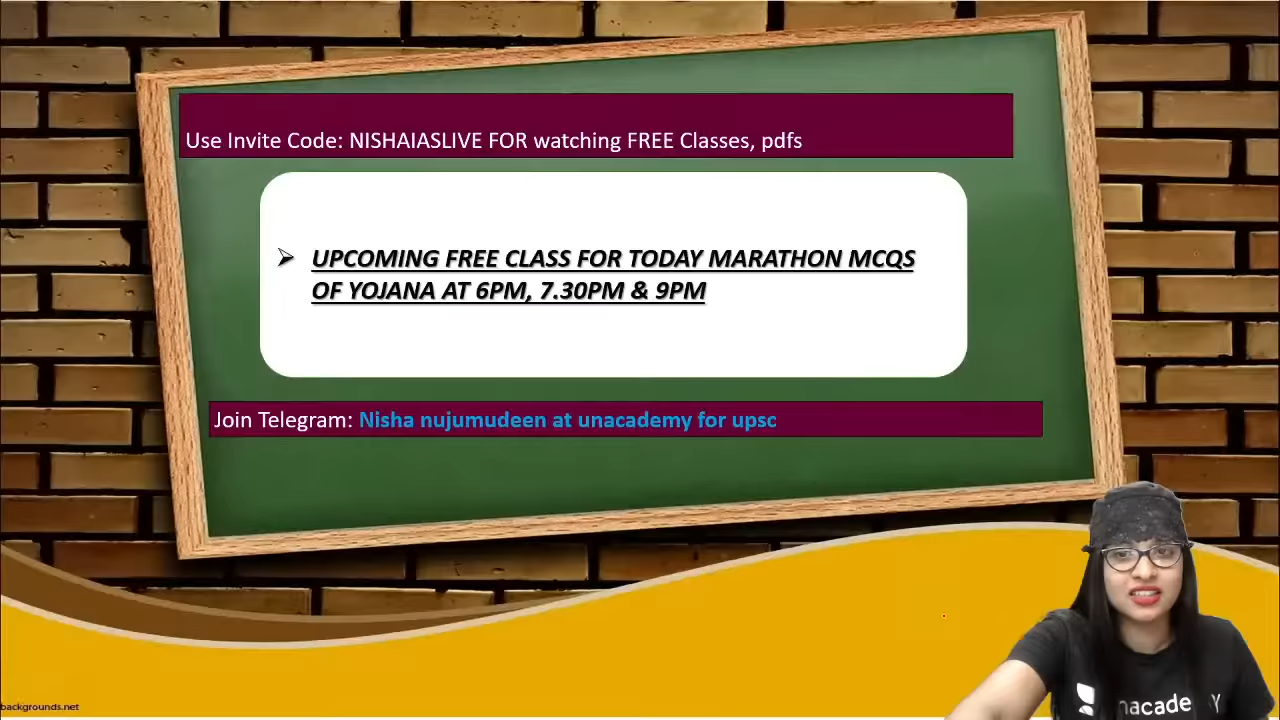 Use Invite Code: NISHAIASLIVE FOR watching FREE Classes, pdfs
UPCOMING FREE CLASS FOR TODAY MARATHON MCQS
OF YOJANA AT 6PM, 7.30PM & 9PM
Join Telegram: Nisha nujumudeen at unacademy for upsc
backgrounds.net